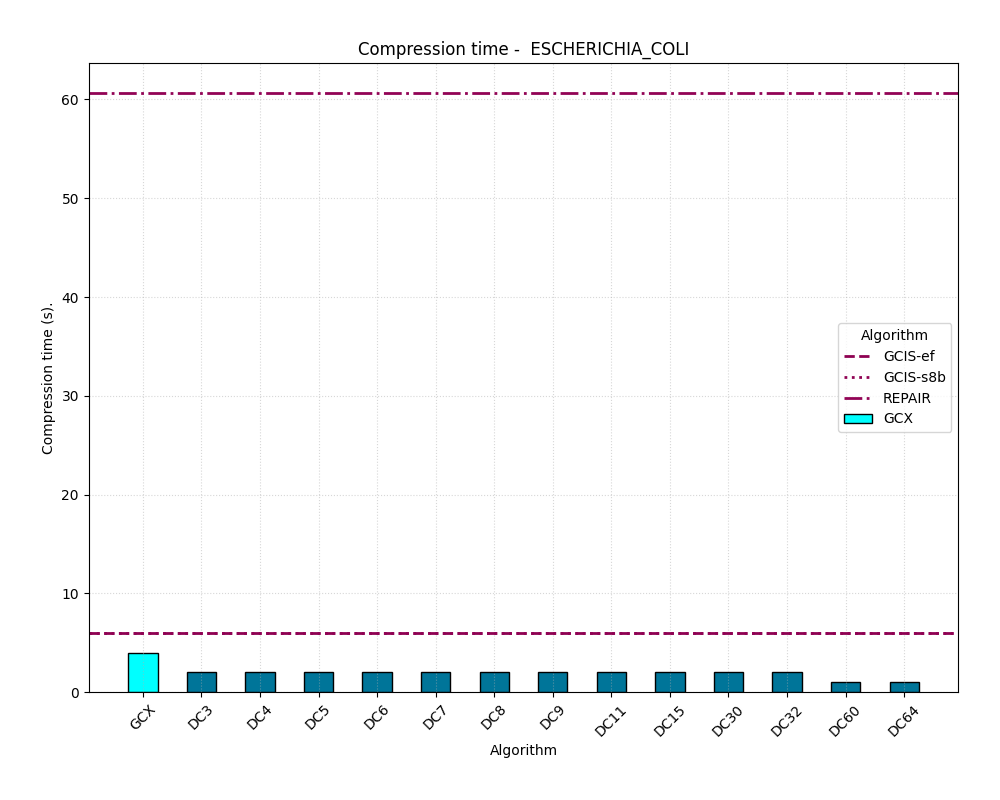 Compression time -  ESCHERICHIA_COLI
Compression time (s).
60
50
40
30
20
10
0
Algorithm
GCIS-ef
GCIS-s8b
REPAIR
GCX
GCX
DC3
DC4
DC5
DC6
DC7
DC8
DC9
DC11
DC15
DC30
DC32
DC60
DC64
Algorithm